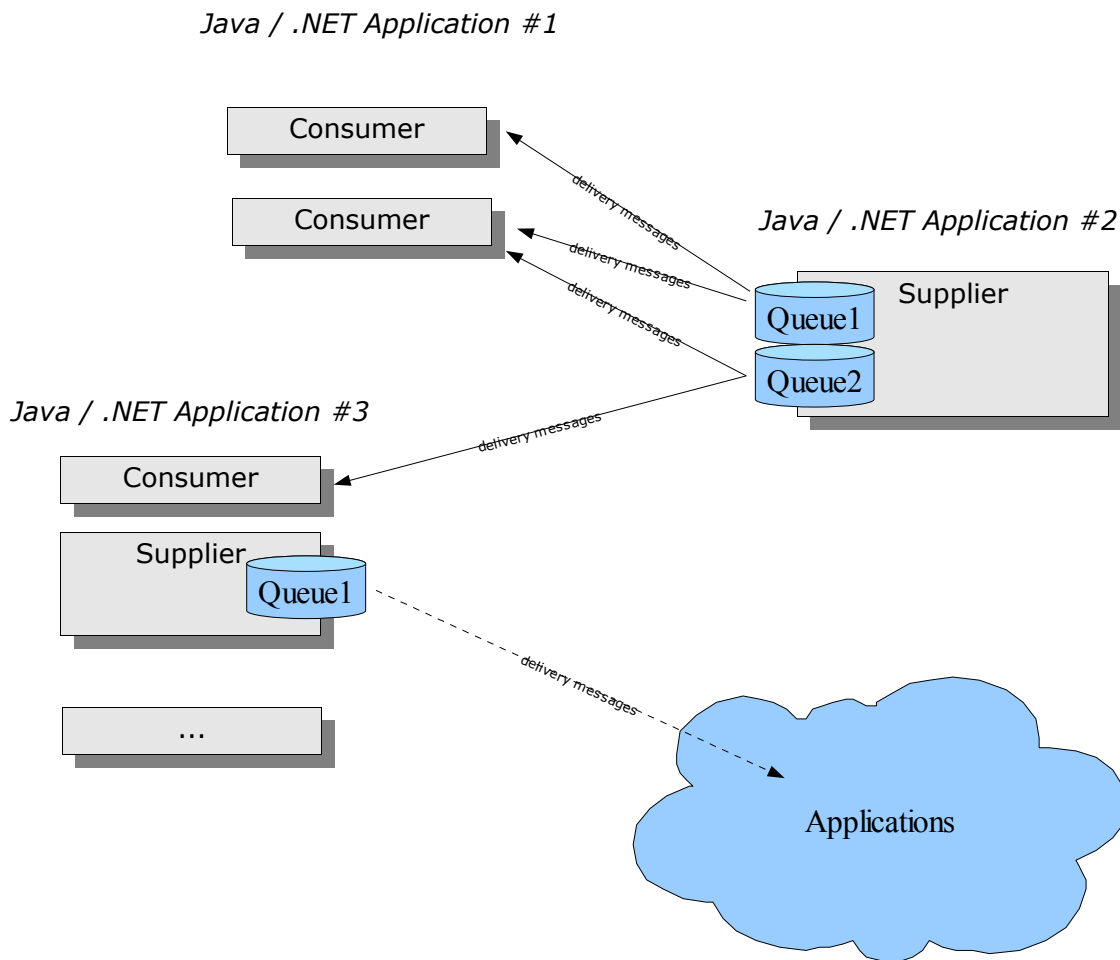 Java / .NET Application #1
Consumer
delivery messages
Consumer
Java / .NET Application #2
delivery messages
Supplier
delivery messages
Queue1
Queue2
Java / .NET Application #3
delivery messages
Consumer
Supplier
Queue1
delivery messages
...
Applications